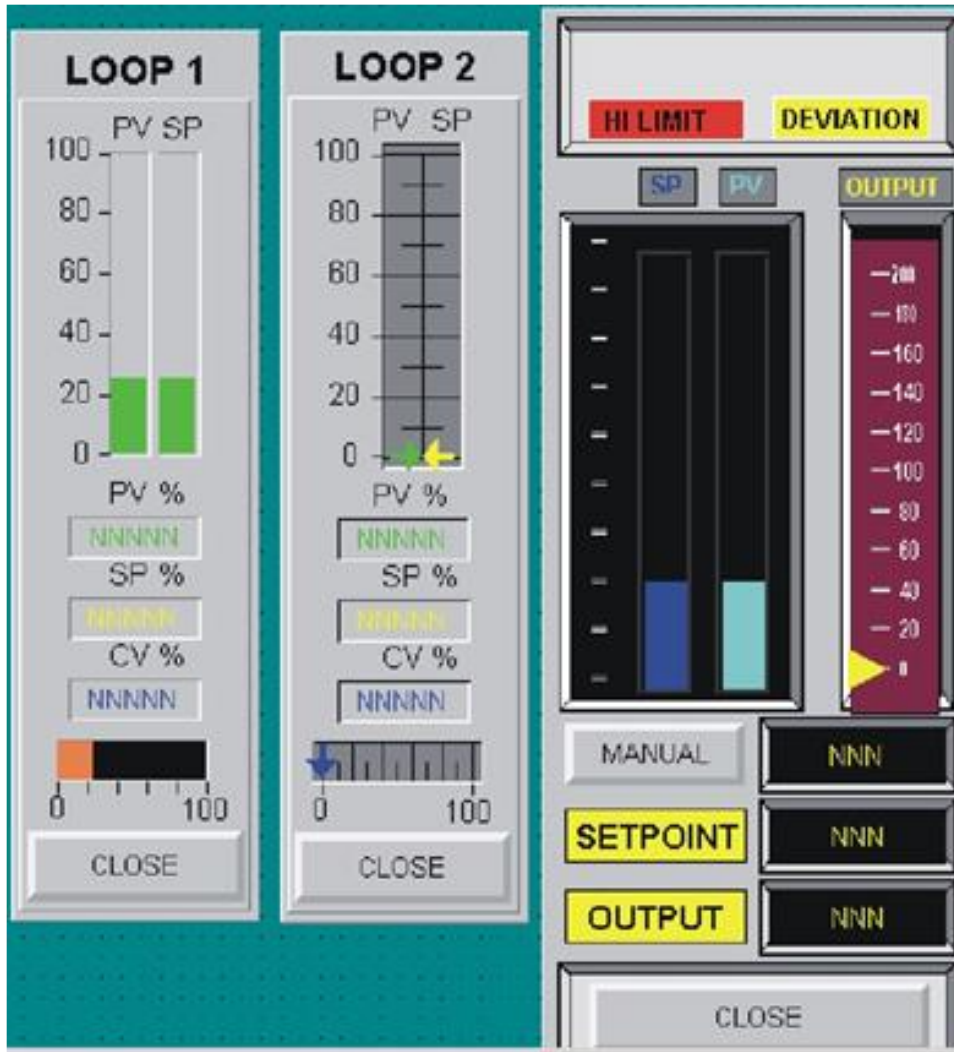 LOOP 1
PV SP
100
80
60
40
20
0
PV %
NNNNN
SP %
NNNNN
CV %
NNNNN
0 100
CLOSE
LOOP 2
PV SP
100
80
60
40
20
0
PV %
NNNNN
SP %
NNNNN
CV %
NNNNN
0 100
CLOSE
HI LIMIT DEVIATION
SP PV OUTPUT
200
180
160
140
120
100
80
60
40
20
0
MANUAL NNN
SETPOINT NNN
OUTPUT NNN
CLOSE